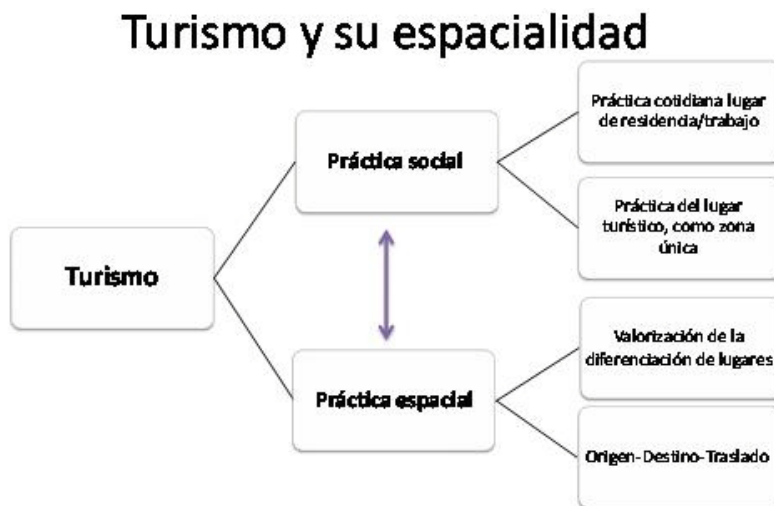 Turismo y su espacialidad
Práctica cotidiana lugar
de residencia/trabajo
Práctica social
Práctica del lugar
turístico, como zona
única
Turismo
Valorización de la
diferenciación de lugares
Práctica espacial
Origen-Destino-Traslado